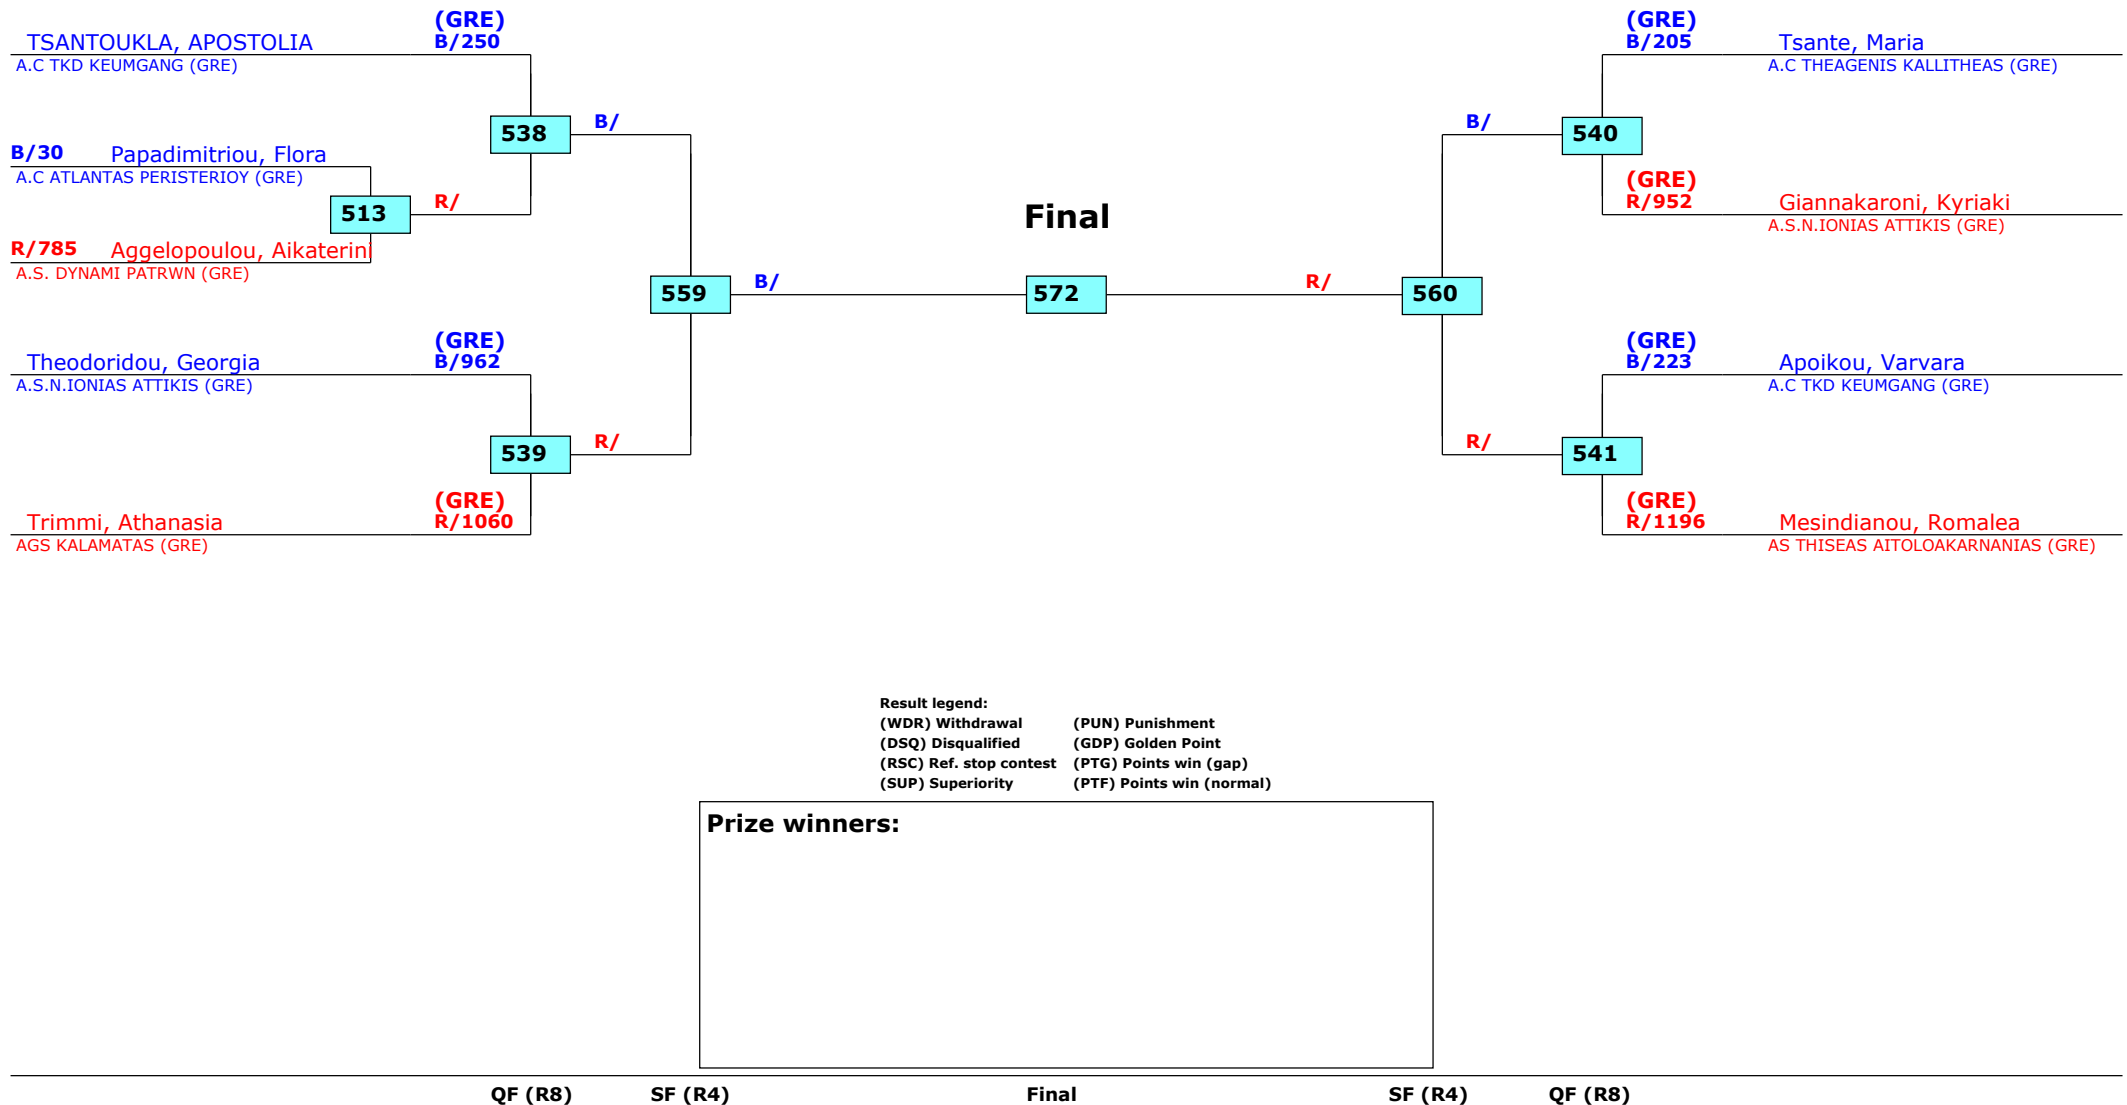 (GRE)
B/250
TSANTOUKLA, APOSTOLIA
A.C TKD KEUMGANG (GRE)
538
B/
B/30 Papadimitriou, Flora
A.C ATLANTAS PERISTERIOY (GRE)
513
R/
R/785 Aggelopoulou, Aikaterini
A.S. DYNAMI PATRWN (GRE)
559
B/
(GRE)
B/962
Theodoridou, Georgia
A.S.N.IONIAS ATTIKIS (GRE)
539
R/
(GRE)
R/1060
Trimmi, Athanasia
AGS KALAMATAS (GRE)
Final
572
(GRE)
B/205
Tsante, Maria
A.C THEAGENIS KALLITHEAS (GRE)
B/
540
(GRE)
R/952
Giannakaroni, Kyriaki
A.S.N.IONIAS ATTIKIS (GRE)
R/
560
(GRE)
B/223
Apoikou, Varvara
A.C TKD KEUMGANG (GRE)
R/
541
(GRE)
R/1196
Mesindianou, Romalea
AS THISEAS AITOLOAKARNANIAS (GRE)
Result legend:
(WDR) Withdrawal (PUN) Punishment
(DSQ) Disqualified (GDP) Golden Point
(RSC) Ref. stop contest (PTG) Points win (gap)
(SUP) Superiority (PTF) Points win (normal)
Prize winners:
QF (R8) SF (R4) Final SF (R4) QF (R8)